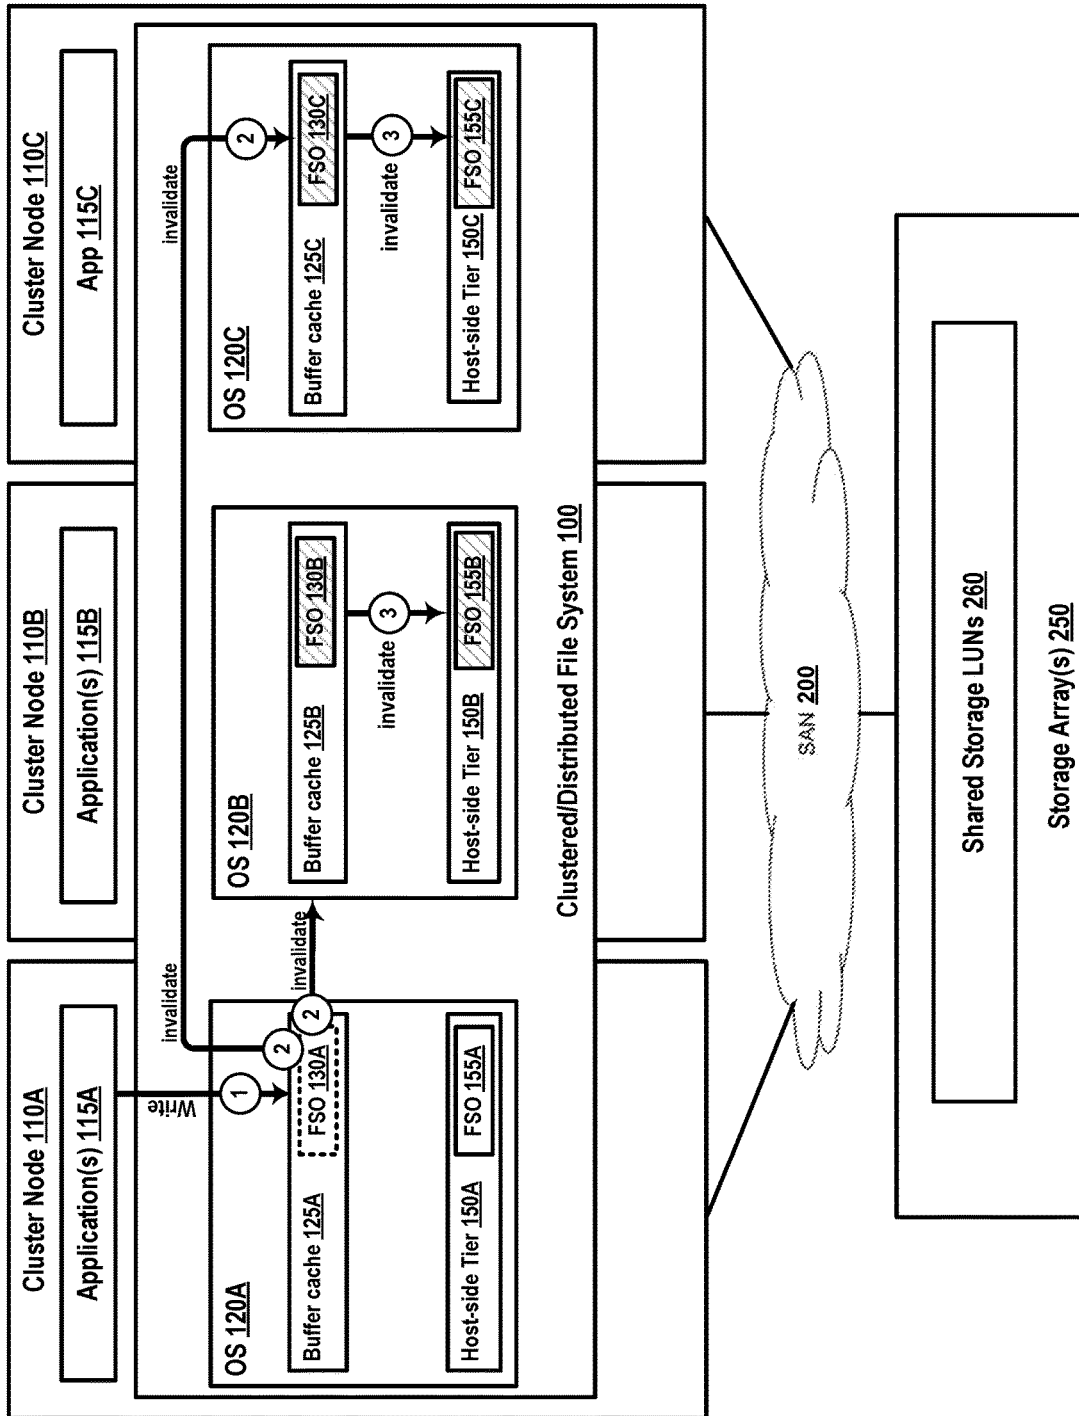 Cluster Node 110A
Application(s) 115A
Write
1
invalidate
2
2
invalidate
OS 120A
Buffer cache 125A
FSO 130A
Host-side Tier 150A
FSO 155A
Cluster Node 110B
Application(s) 115B
OS 120B
Buffer cache 125B
FSO 130B
invalidate
3
Host-side Tier 150B
FSO 155B
Cluster Node 110C
App 115C
invalidate
2
OS 120C
Buffer cache 125C
FSO 130C
invalidate
3
Host-side Tier 150C
FSO 155C
Clustered/Distributed File System 100
SAN 200
Shared Storage LUNs 260
Storage Array(s) 250